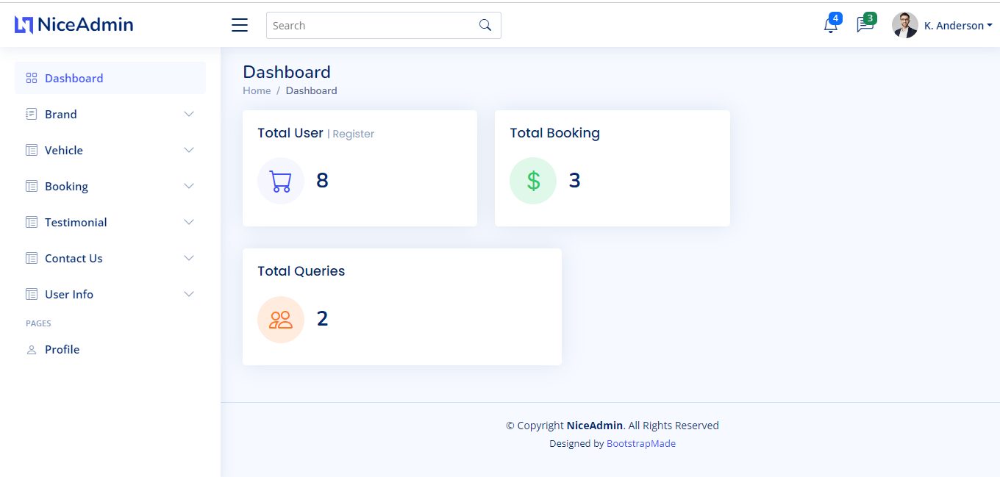 NiceAdmin
Search
4
3
K. Anderson
Dashboard
Brand
Vehicle
Booking
Testimonial
Contact Us
User Info
PAGES
Profile
Dashboard
Home / Dashboard
Total User | Register
8
Total Booking
$ 3
Total Queries
2
© Copyright NiceAdmin. All Rights Reserved
Designed by BootstrapMade